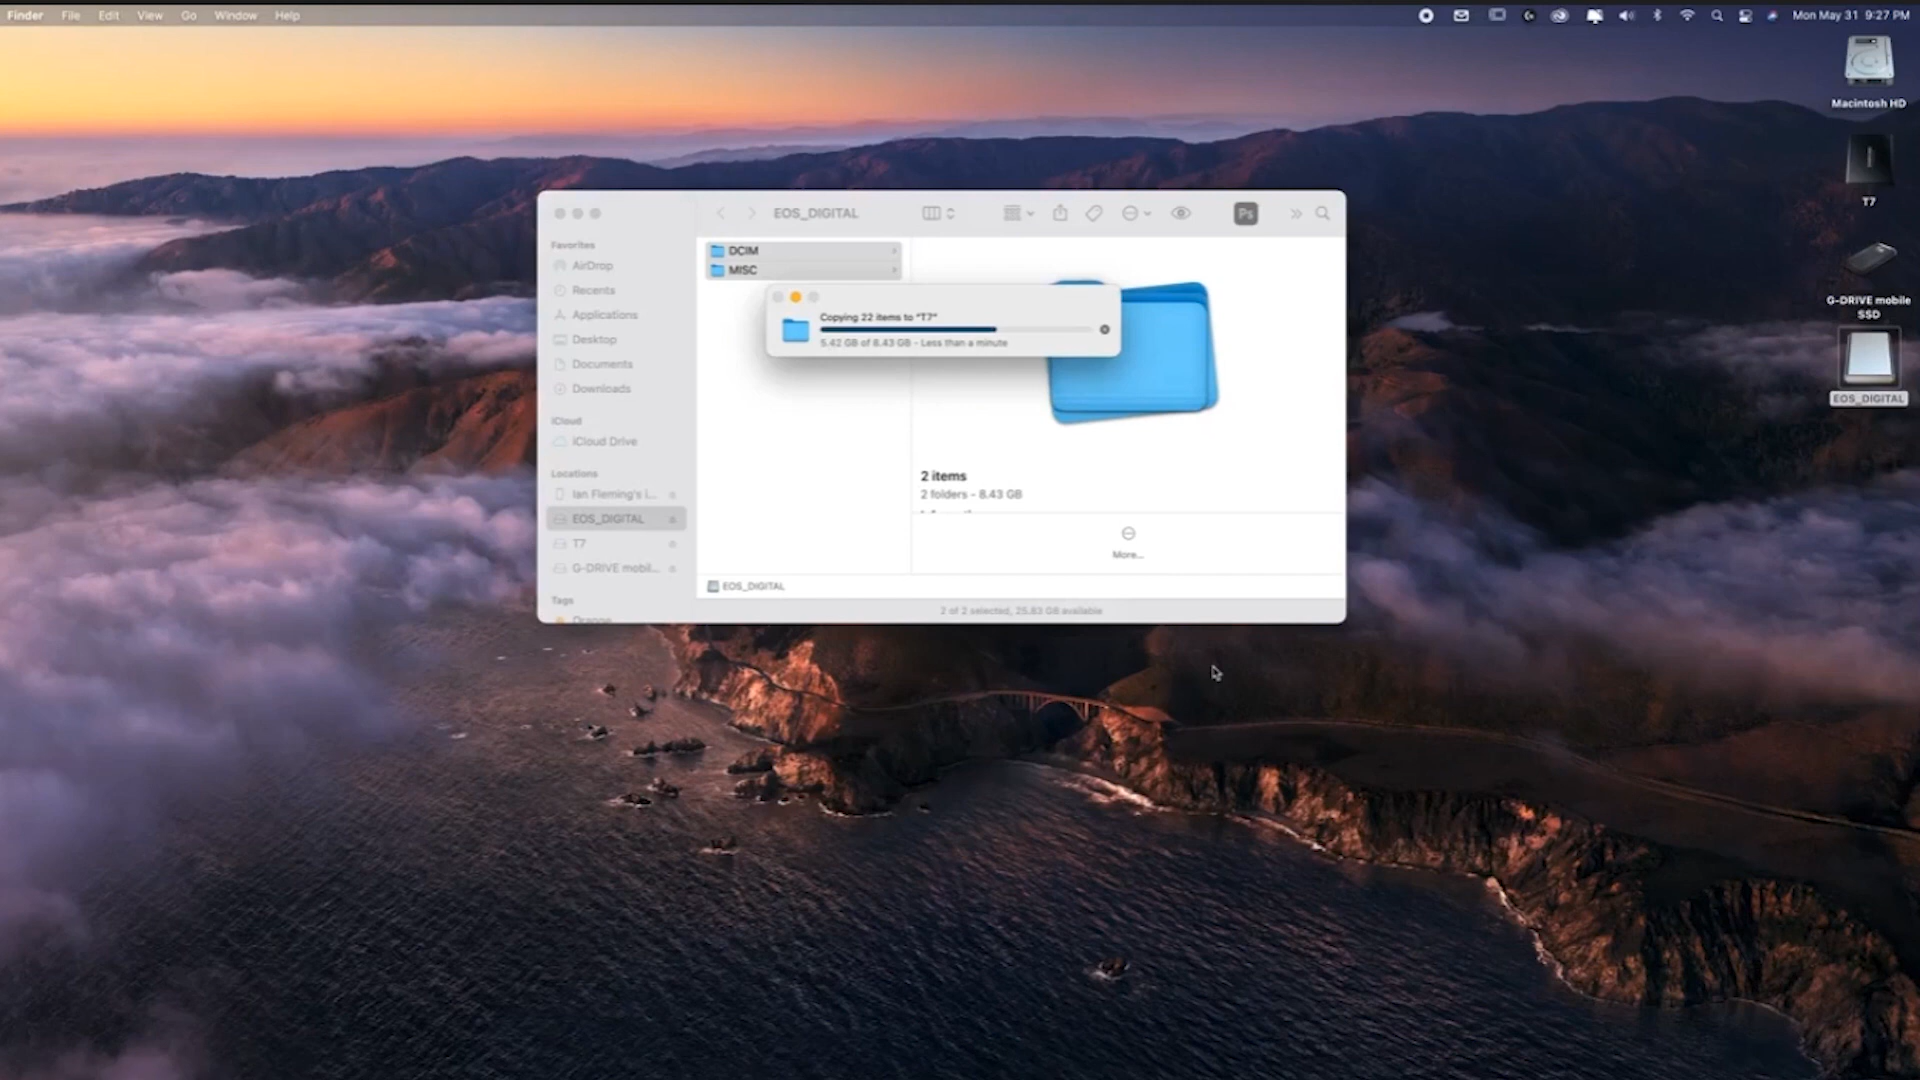 Finder File Edit View Go Window Help
Mon May 31 9:27 PM
Macintosh HD
T7
G-DRIVE mobile
SSD
EOS_DIGITAL
EOS_DIGITAL
Ps
Favorites
AirDrop
Recents
Applications
Desktop
Documents
Downloads
iCloud
iCloud Drive
Locations
Ian Fleming's i...
EOS_DIGITAL
T7
G-DRIVE mobil...
Tags
Orange
DCIM
MISC
Copying 22 items to "T7"
5.42 GB of 8.43 GB - Less than a minute
2 items
2 folders - 8.43 GB
More...
EOS_DIGITAL
2 of 2 selected, 25.83 GB available